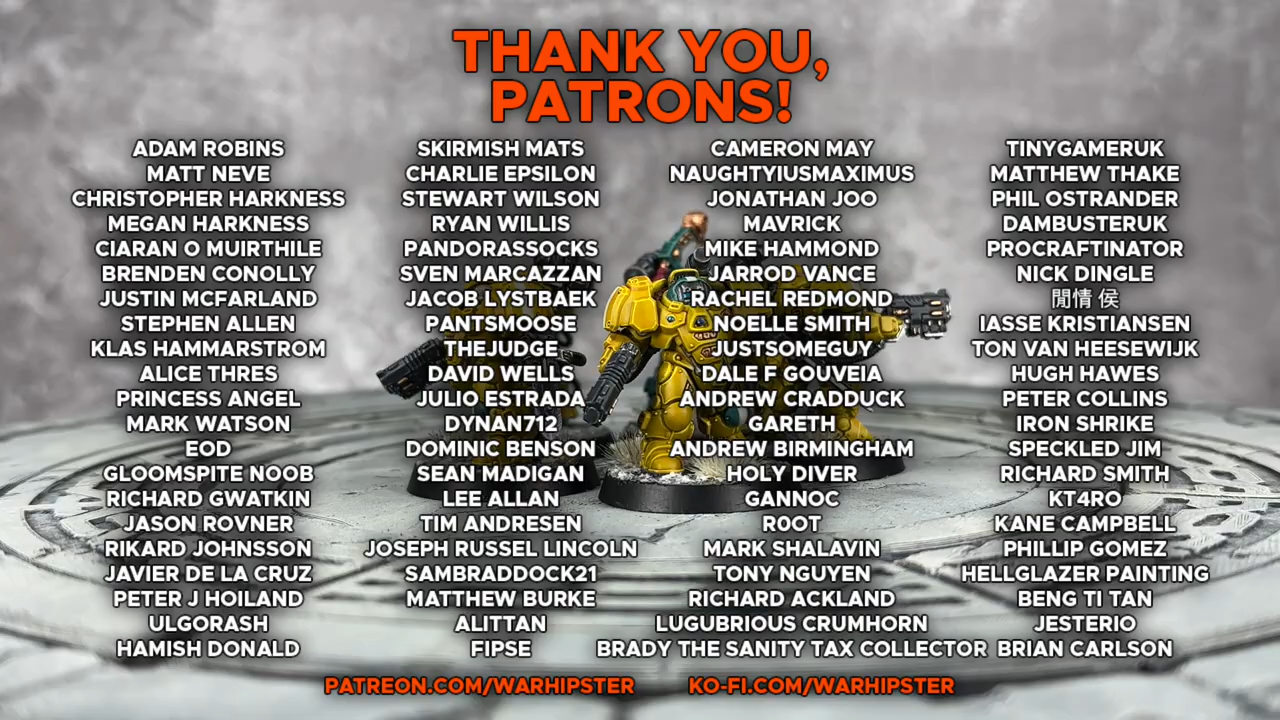 THANK YOU,
PATRONS!
ADAM ROBINS
MATT NEVE
CHRISTOPHER HARKNESS
MEGAN HARKNESS
CIARAN O MUIRTHILE
BRENDEN CONOLLY
JUSTIN MCFARLAND
STEPHEN ALLEN
KLAS HAMMARSTROM
ALICE THRES
PRINCESS ANGEL
MARK WATSON
EOD
GLOOMSPITE NOOB
RICHARD GWATKIN
JASON ROVNER
RIKARD JOHNSSON
JAVIER DE LA CRUZ
PETER J HOILAND
ULGORASH
HAMISH DONALD
SKIRMISH MATS
CHARLIE EPSILON
STEWART WILSON
RYAN WILLIS
PANDORASSOCKS
SVEN MARCAZZAN
JACOB LYSTBAEK
PANTSMOOSE
THEJUDGE
DAVID WELLS
JULIO ESTRADA
DYNAN712
DOMINIC BENSON
SEAN MADIGAN
LEE ALLAN
TIM ANDRESEN
JOSEPH RUSSEL LINCOLN
SAMBRADDOCK21
MATTHEW BURKE
ALITTAN
FIPSE
CAMERON MAY
NAUGHTYIUSMAXIMUS
JONATHAN JOO
MAVRICK
MIKE HAMMOND
JARROD VANCE
RACHEL REDMOND
NOELLE SMITH
JUSTSOMEGUY
DALE F GOUVEIA
ANDREW CRADDUCK
GARETH
ANDREW BIRMINGHAM
HOLY DIVER
GANNOC
R0OT
MARK SHALAVIN
TONY NGUYEN
RICHARD ACKLAND
LUGUBRIOUS CRUMHORN
BRADY THE SANITY TAX COLLECTOR
TINYGAMERUK
MATTHEW THAKE
PHIL OSTRANDER
DAMBUSTERUK
PROCRAFTINATOR
NICK DINGLE
閒情 侯
IASSE KRISTIANSEN
TON VAN HEESEWIJK
HUGH HAWES
PETER COLLINS
IRON SHRIKE
SPECKLED JIM
RICHARD SMITH
KT4RO
KANE CAMPBELL
PHILLIP GOMEZ
HELLGLAZER PAINTING
BENG TI TAN
JESTERIO
BRIAN CARLSON
PATREON.COM/WARHIPSTER
KO-FI.COM/WARHIPSTER